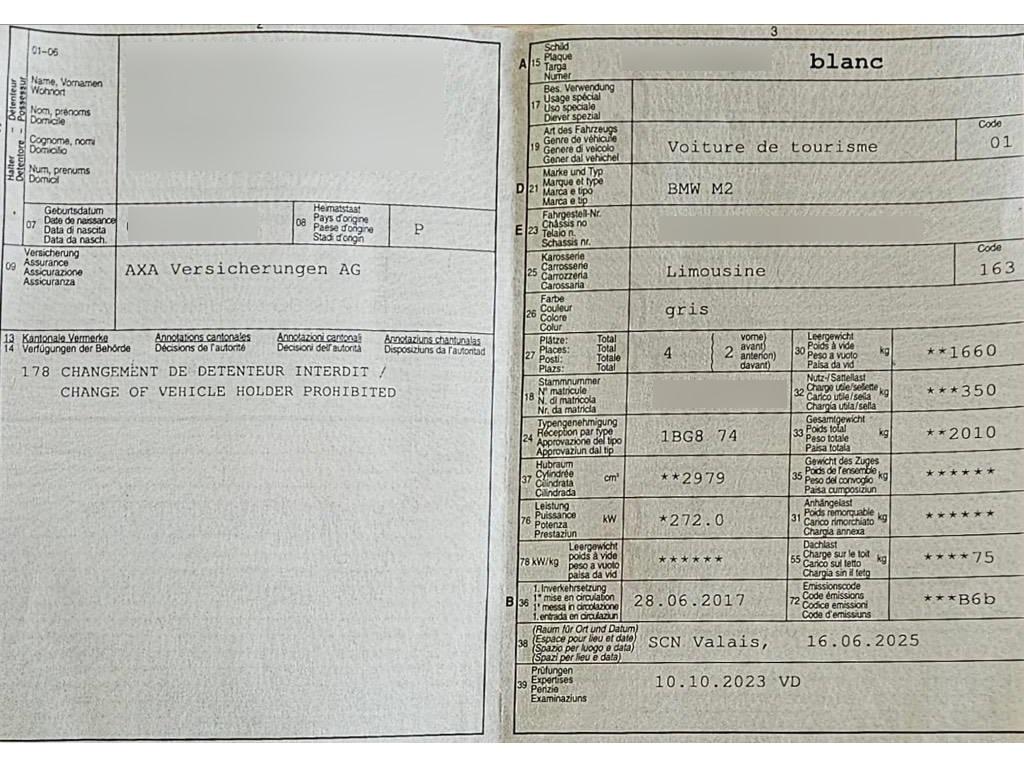 2
01-06
Halter - Détenteur
Detentore - Possessur
Name, Vornamen
Wohnort
Nom, prénoms
Domicile
Cognome, nomi
Domicilio
Num, prenums
Domicil
07
Geburtsdatum
Date de naissance
Data di nascita
Data da nasch.
08
Heimatstaat
Pays d'origine
Paese d'origine
Stadi d'origin
P
09
Versicherung
Assurance
Assicurazione
Assicuranza
AXA Versicherungen AG
13 Kantonale Vermerke Annotations cantonales Annotazioni cantonali Annotaziuns chantunalas
14 Verfügungen der Behörde Décisions de l'autorité Decisioni dell'autorità Disposiziuns da l'autoritad
178 CHANGEMENT DE DETENTEUR INTERDIT /
CHANGE OF VEHICLE HOLDER PROHIBITED
3
A 15
Schild
Plaque
Targa
Numer
blanc
17
Bes. Verwendung
Usage spécial
Uso speciale
Diever spezial
19
Art des Fahrzeugs
Genre de véhicule
Genere di veicolo
Gener dal vehichel
Voiture de tourisme
Code
01
D 21
Marke und Typ
Marque et type
Marca e tipo
Marca e tip
BMW M2
E 23
Fahrgestell-Nr.
Châssis no
Telaio n.
Schassis nr.
25
Karosserie
Carrosserie
Carrozzeria
Carossaria
Limousine
Code
163
26
Farbe
Couleur
Colore
Colur
gris
27
Plätze: Total
Places: Total
Posti: Totale
Plazs: Total
4
2
vorne)
avant)
anterion)
davant)
30
Leergewicht
Poids à vide
Peso a vuoto
Paisa da vid
kg
**1660
18
Stammnummer
N° matricule
N. di matricola
Nr. da matricla
32
Nutz-/Sattellast
Charge utile/sellette
Carico utile/sella
Chargia utila/sella
kg
***350
24
Typengenehmigung
Réception par type
Approvazione del tipo
Approvaziun dal tip
1BG8 74
33
Gesamtgewicht
Poids total
Peso totale
Paisa totala
kg
**2010
37
Hubraum
Cylindrée
Cilindrata
Cilindrada
cm³
**2979
35
Gewicht des Zuges
Poids de l'ensemble
Peso del convoglio
Paisa cumposiziun
kg
******
76
Leistung
Puissance
Potenza
Prestaziun
kW
*272.0
31
Anhängelast
Poids remorquable
Carico rimorchiato
Chargia annexa
kg
******
78 kW/kg
Leergewicht
poids à vide
peso a vuoto
paisa da vid
******
55
Dachlast
Charge sur le toit
Carico sul tetto
Chargia sin il tetg
kg
****75
B 36
1. Inverkehrsetzung
1re mise en circulation
1a messa in circolazione
1. entrada en circulaziun
28.06.2017
72
Emissionscode
Code émissions
Codice emissioni
Code d'emissiuns
***B6b
38
(Raum für Ort und Datum)
(Espace pour lieu et date)
(Spazio per luogo e data)
(Spazi per lieu e data)
SCN Valais, 16.06.2025
39
Prüfungen
Expertises
Perizie
Examinaziuns
10.10.2023 VD